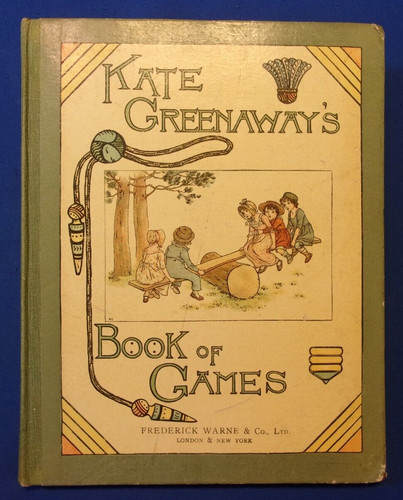 KATE
GREENAWAY'S
BOOK OF
GAMES
FREDERICK WARNE & CO., LTD.
LONDON & NEW YORK